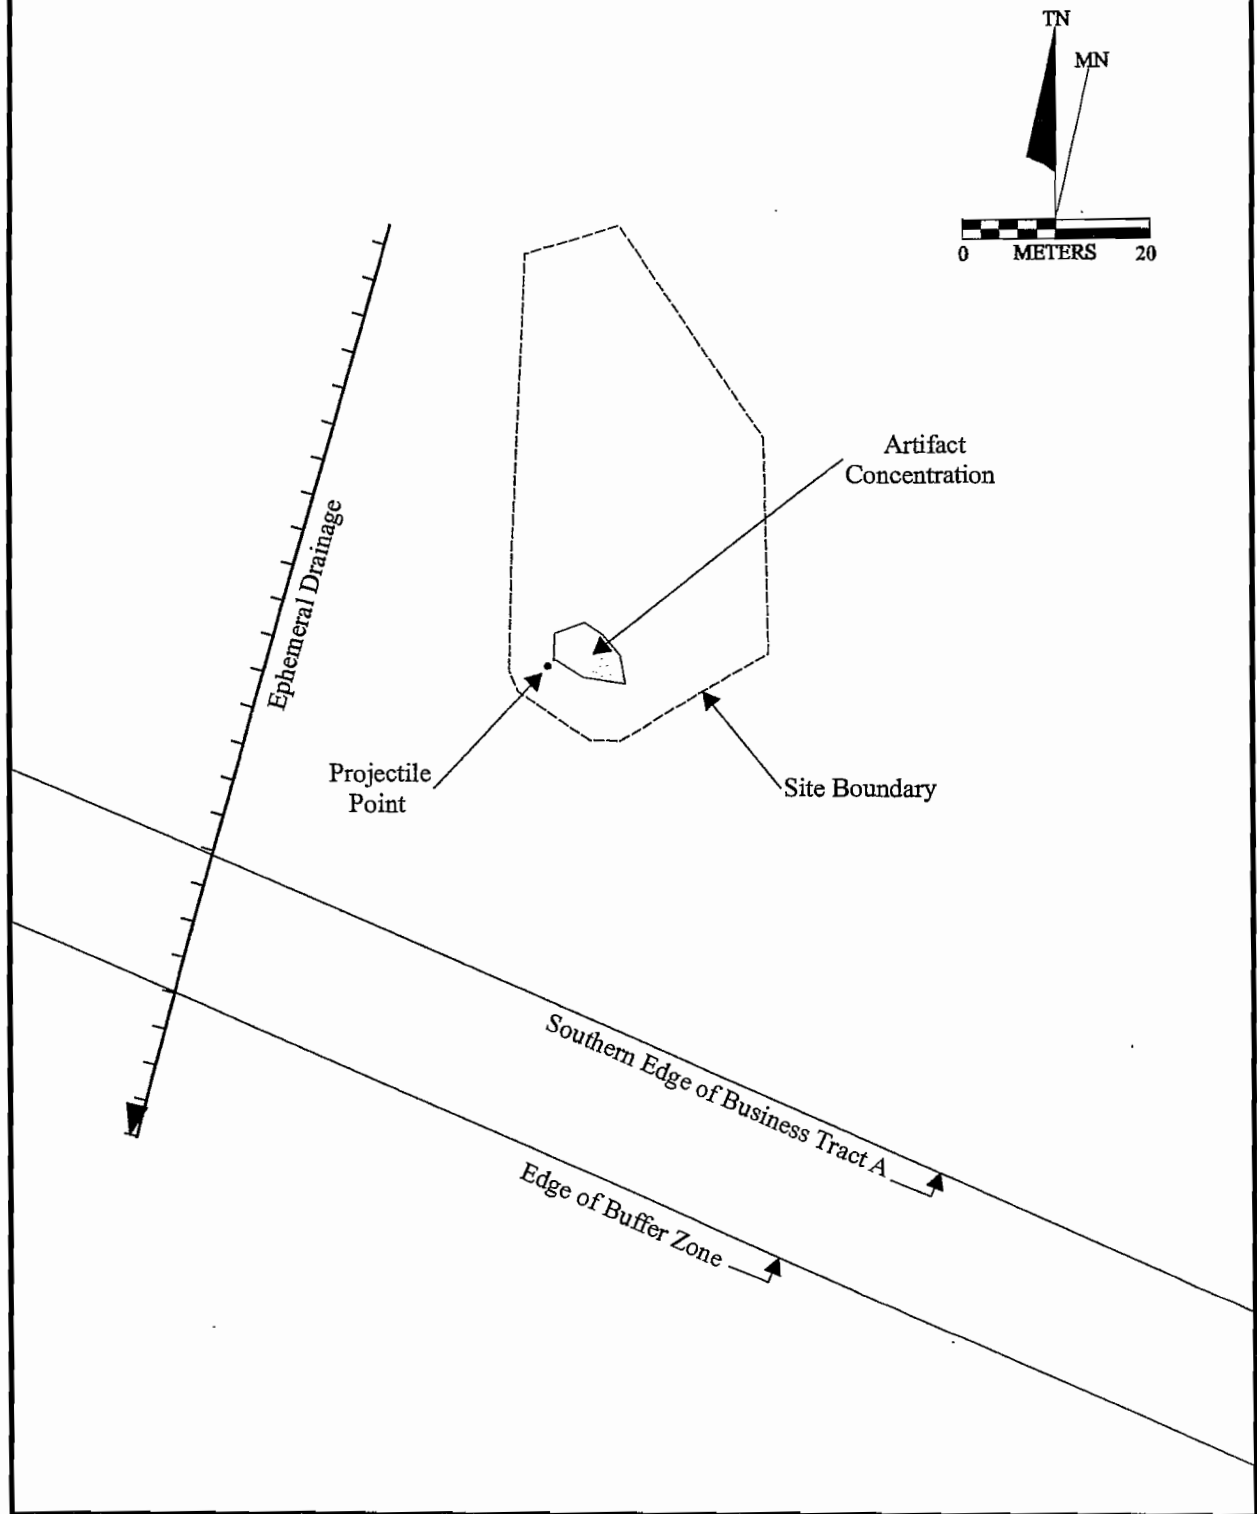 TN
MN
0 METERS 20
Artifact
Concentration
Ephemeral Drainage
Projectile
Point
Site Boundary
Southern Edge of Business Tract A
Edge of Buffer Zone